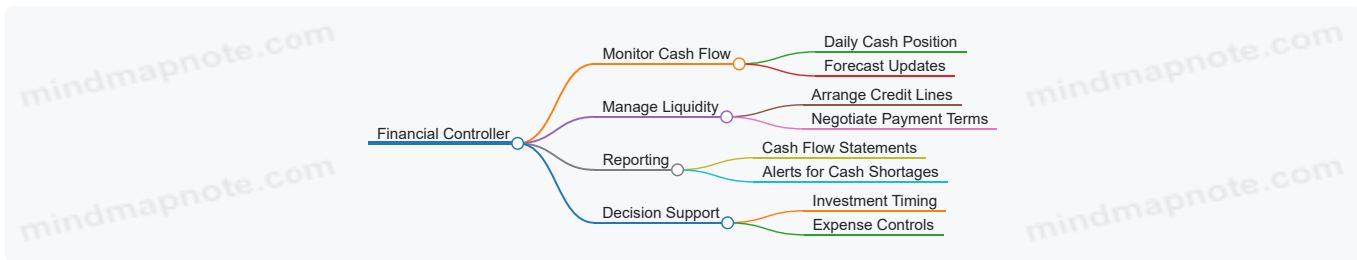 mindmapnote.com
mindmapnote.com
Financial Controller
Monitor Cash Flow
Daily Cash Position
Forecast Updates
Manage Liquidity
Arrange Credit Lines
Negotiate Payment Terms
Reporting
Cash Flow Statements
Alerts for Cash Shortages
Decision Support
Investment Timing
Expense Controls
mindmapnote.com
mindmapnote.com